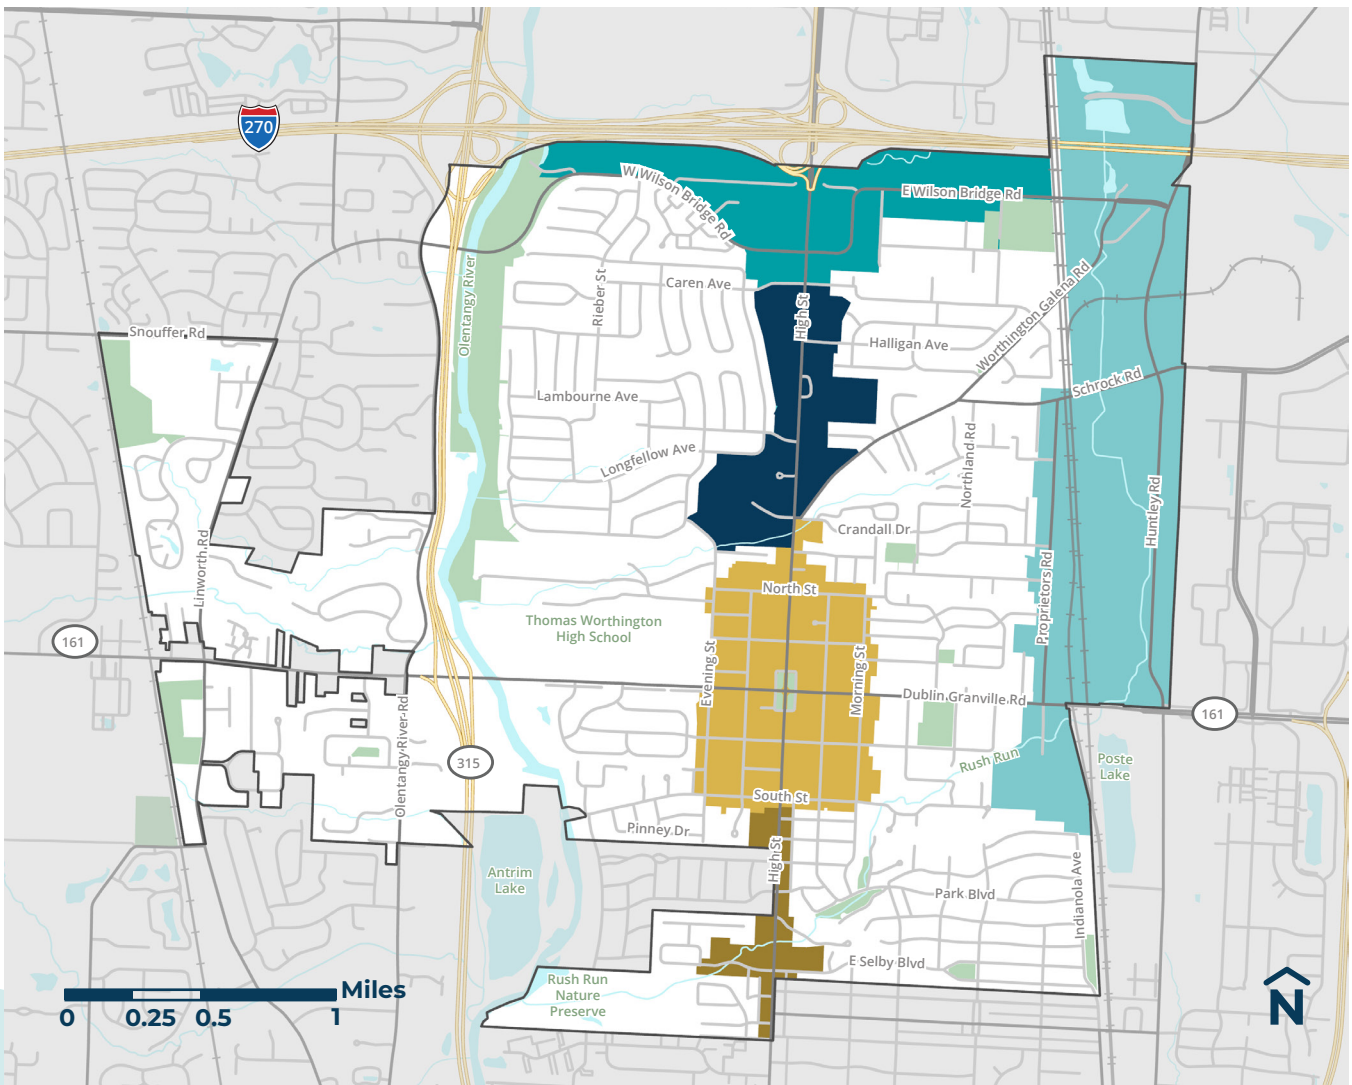 270
W Wilson Bridge Rd
E Wilson Bridge Rd
Olentangy River
Rieber St
Caren Ave
High St
Worthington Galena Rd
Snouffer Rd
Halligan Ave
Schrock Rd
Lambourne Ave
Longfellow Ave
Northland Rd
Huntley Rd
Crandall Dr
Linworth Rd
Proprietors Rd
North St
161
Thomas Worthington
High School
Evening St
Morning St
Dublin Granville Rd
161
Olentangy River Rd
315
Rush Run
Poste
Lake
South St
Pinney Dr
High St
Antrim
Lake
Park Blvd
Indianola Ave
E Selby Blvd
Rush Run
Nature
Preserve
Miles
0 0.25 0.5 1
N